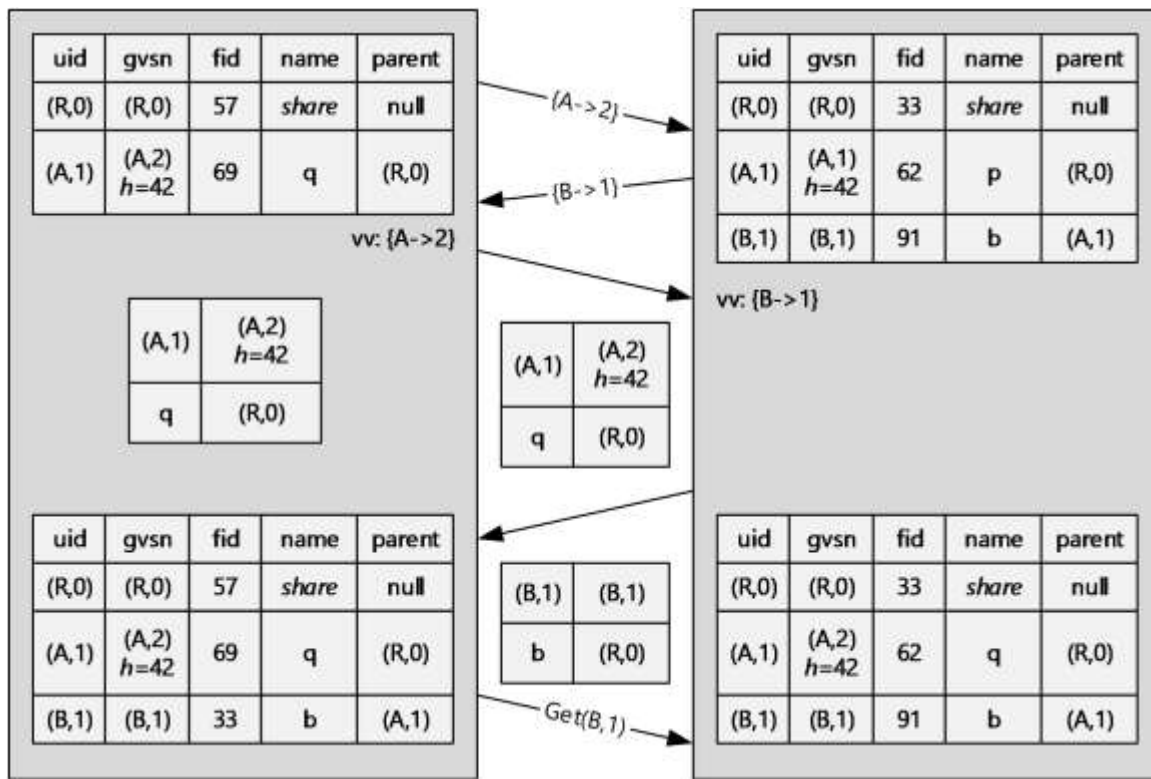 uid gvsn fid name parent
(R,0) (R,0) 57 share null
(A,1) (A,2) h=42 69 q (R,0)
vv: {A->2}
(A,1) (A,2) h=42
q (R,0)
uid gvsn fid name parent
(R,0) (R,0) 57 share null
(A,1) (A,2) h=42 69 q (R,0)
(B,1) (B,1) 33 b (A,1)
{A->2}
{B->1}
(A,1) (A,2) h=42
q (R,0)
(B,1) (B,1)
b (R,0)
Get(B,1)
uid gvsn fid name parent
(R,0) (R,0) 33 share null
(A,1) (A,1) h=42 62 p (R,0)
(B,1) (B,1) 91 b (A,1)
vv: {B->1}
uid gvsn fid name parent
(R,0) (R,0) 33 share null
(A,1) (A,2) h=42 62 q (R,0)
(B,1) (B,1) 91 b (A,1)